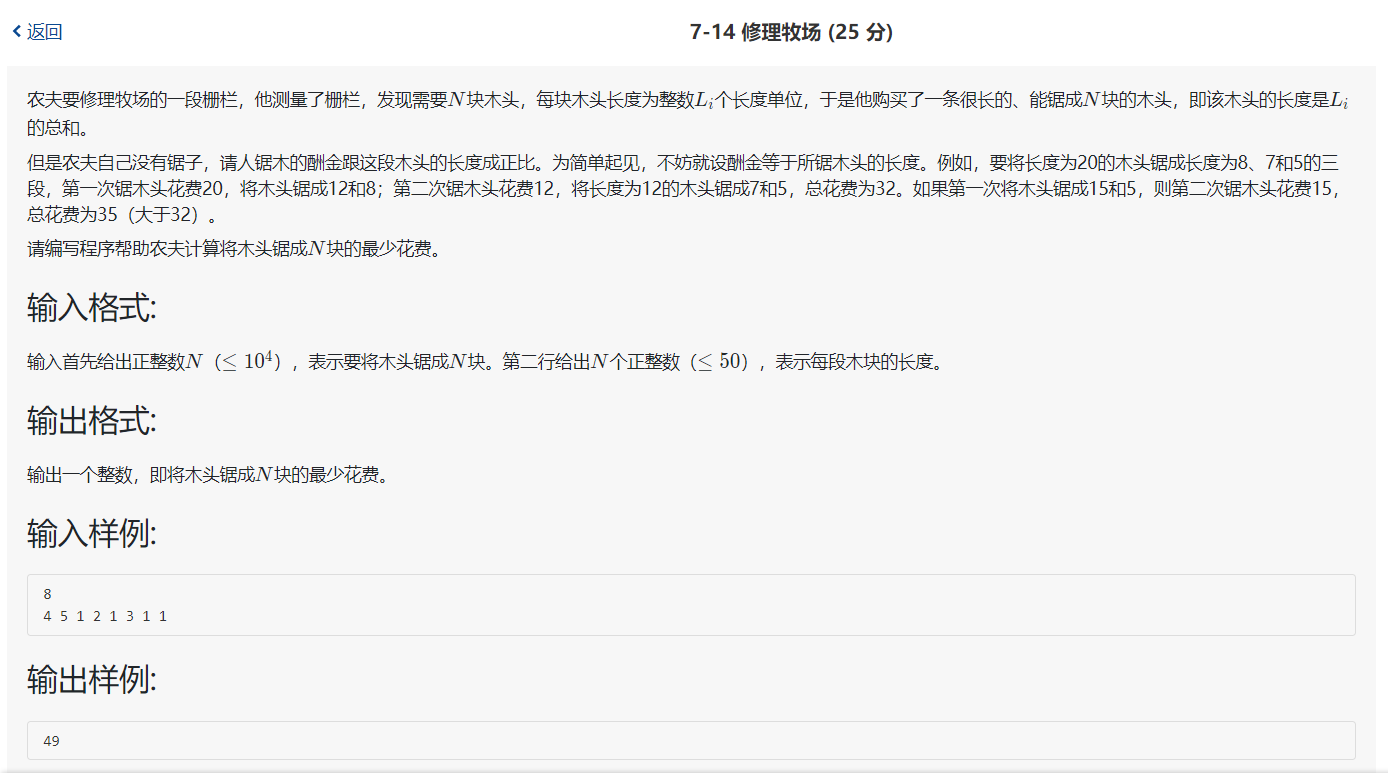 返回
7-14 修理牧场 (25 分)
农夫要修理牧场的一段栅栏，他测量了栅栏，发现需要N块木头，每块木头长度为整数Li个长度单位，于是他购买了一条很长的、能锯成N块的木头，即该木头的长度是Li
的总和。
但是农夫自己没有锯子，请人锯木的酬金跟这段木头的长度成正比。为简单起见，不妨就设酬金等于所锯木头的长度。例如，要将长度为20的木头锯成长度为8、7和5的三
段，第一次锯木头花费20，将木头锯成12和8；第二次锯木头花费12，将长度为12的木头锯成7和5，总花费为32。如果第一次将木头锯成15和5，则第二次锯木头花费15，
总花费为35（大于32）。
请编写程序帮助农夫计算将木头锯成N块的最少花费。
输入格式:
输入首先给出正整数N（≤ 10^4），表示要将木头锯成N块。第二行给出N个正整数（≤ 50），表示每段木块的长度。
输出格式:
输出一个整数，即将木头锯成N块的最少花费。
输入样例:
8
4 5 1 2 1 3 1 1
输出样例:
49